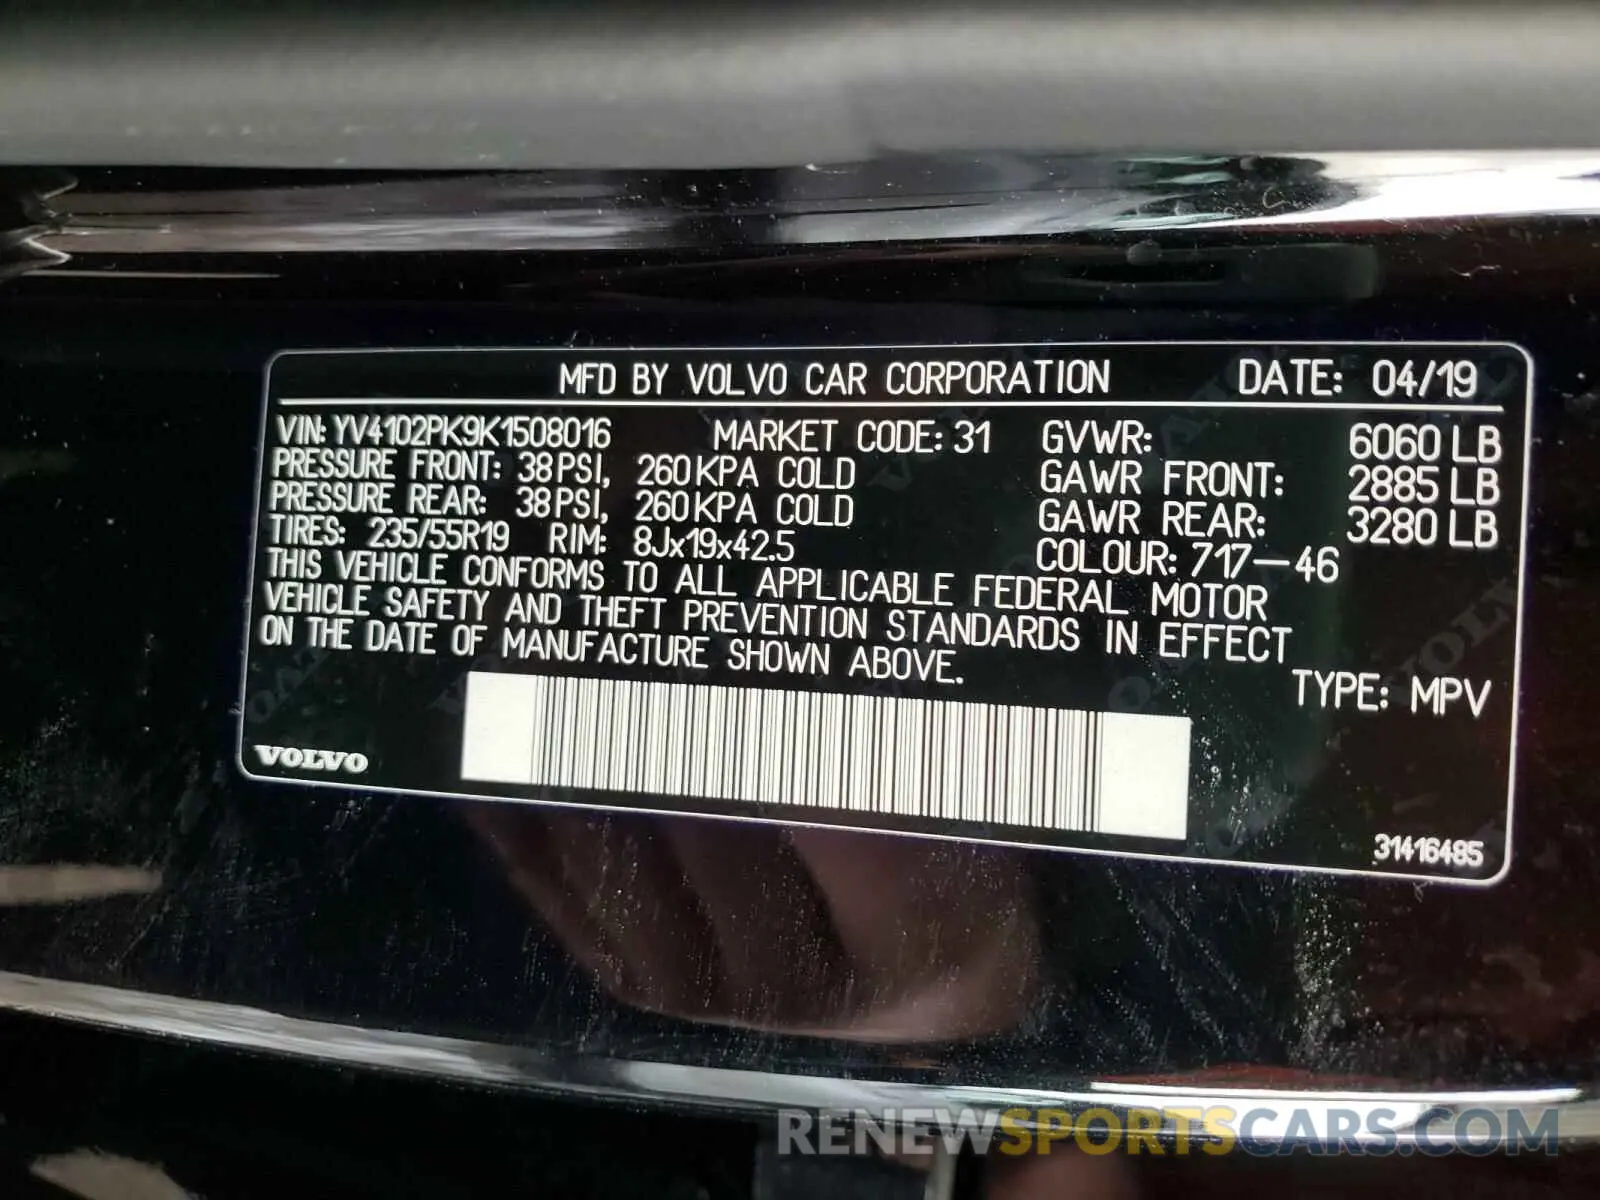 MFD BY VOLVO CAR CORPORATION DATE: 04/19
VIN: YV4102PK9K1508016 MARKET CODE: 31 GVWR: 6060 LB
PRESSURE FRONT: 38 PSI, 260 KPA COLD GAWR FRONT: 2885 LB
PRESSURE REAR: 38 PSI, 260 KPA COLD GAWR REAR: 3280 LB
TIRES: 235/55R19 RIM: 8Jx19x42.5 COLOUR: 717-46
THIS VEHICLE CONFORMS TO ALL APPLICABLE FEDERAL MOTOR
VEHICLE SAFETY AND THEFT PREVENTION STANDARDS IN EFFECT
ON THE DATE OF MANUFACTURE SHOWN ABOVE.
TYPE: MPV
VOLVO
31416485
RENEWSPORTSCARS.COM